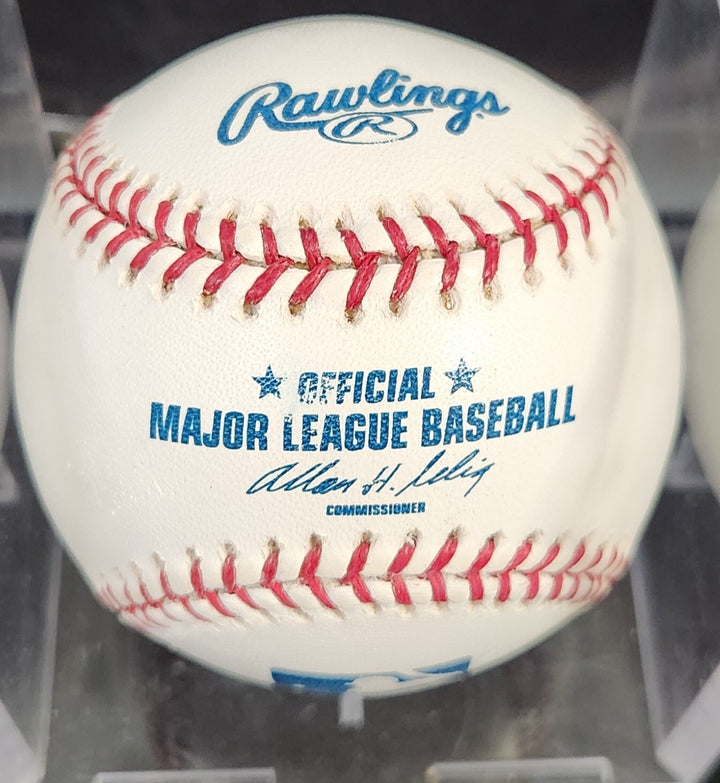 Rawlings
R
OFFICIAL
MAJOR LEAGUE BASEBALL
Allan H. Selig
COMMISSIONER